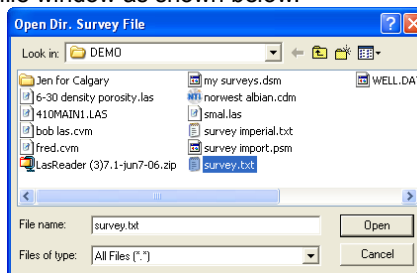 file window as shown below.
Open Dir. Survey File
Look in: DEMO
Jen for Calgary my surveys.dsm WELL.DA
6-30 density porosity.las norwest albian.cdm
410MAIN1.LAS smal.las
bob las.cvm survey imperial.txt
fred.cvm survey import.psm
LasReader (3)7.1-jun7-06.zip survey.txt
File name: survey.txt Open
Files of type: All Files (*.*) Cancel